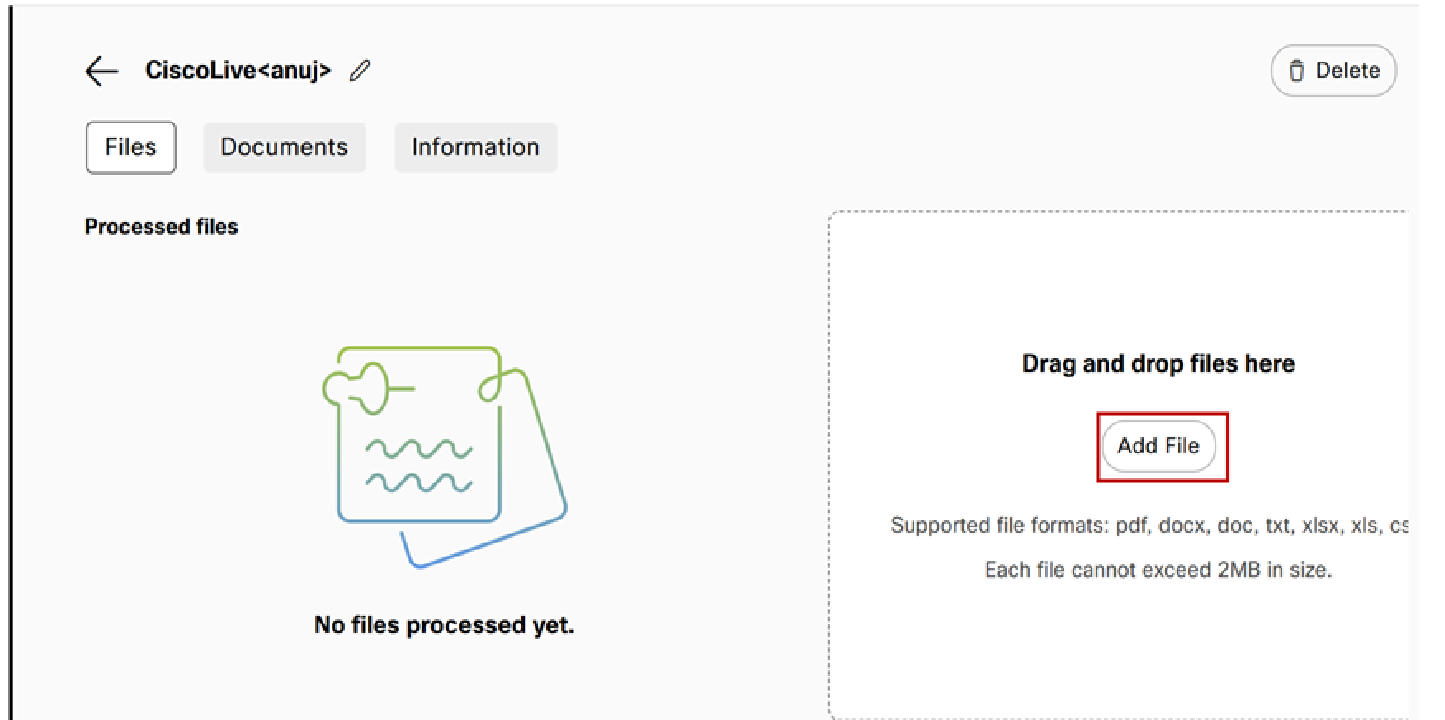 CiscoLive<anuj>
Delete
Files
Documents
Information
Processed files
Drag and drop files here
Add File
Supported file formats: pdf, docx, doc, txt, xlsx, xls, cs
Each file cannot exceed 2MB in size.
No files processed yet.